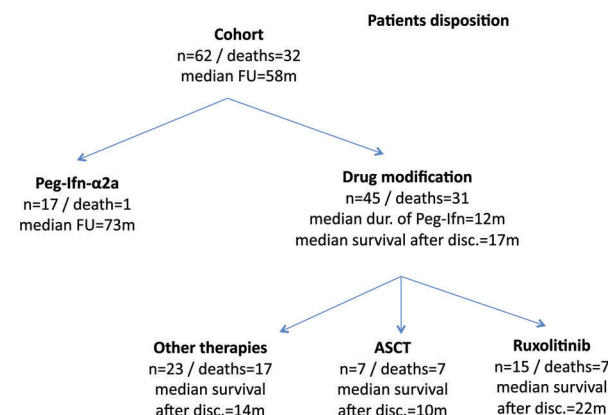 Patients disposition
Cohort
n=62 / deaths=32
median FU=58m
Peg-Ifn-α2a
n=17 / death=1
median FU=73m
Drug modification
n=45 / deaths=31
median dur. of Peg-Ifn=12m
median survival after disc.=17m
Other therapies
n=23 / deaths=17
median survival
after disc.=14m
ASCT
n=7 / deaths=7
median survival
after disc.=10m
Ruxolitinib
n=15 / deaths=7
median survival
after disc.=22m